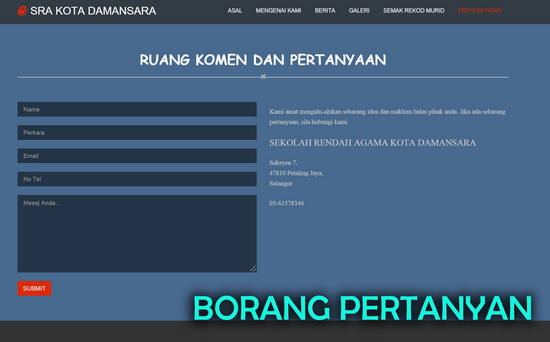 SRA KOTA DAMANSARA
ASAL MENGENAI KAMI BERITA GALERI SEMAK REKOD MURID PERHUBUNGAN
RUANG KOMEN DAN PERTANYAAN
Nama
Perkara
Email
No Tel
Mesej Anda...
SUBMIT
Kami amat mengalu-alukan sebarang idea dan maklum balas pihak anda. Jika ada sebarang
pertanyaan, sila hubungi kami
SEKOLAH RENDAH AGAMA KOTA DAMANSARA
Seksyen 7,
47810 Petaling Jaya,
Selangor
03-61578346
BORANG PERTANYAN